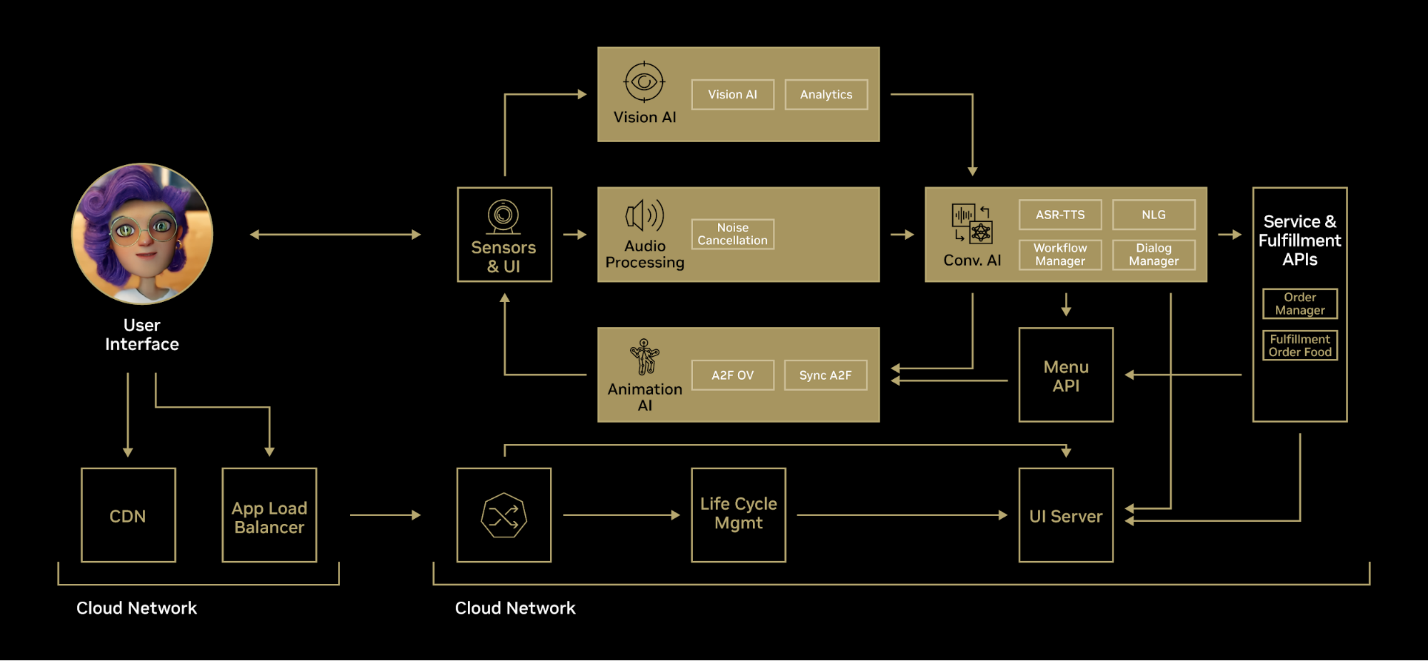 Vision AI
Vision AI
Analytics
Sensors
& UI
Audio
Processing
Noise
Cancellation
Conv. AI
ASR-TTS
NLG
Workflow
Manager
Dialog
Manager
Service &
Fulfillment
APIs
Order
Manager
Fulfillment
Order Food
User
Interface
Animation
AI
A2F OV
Sync A2F
Menu
API
CDN
App Load
Balancer
Life Cycle
Mgmt
UI Server
Cloud Network
Cloud Network